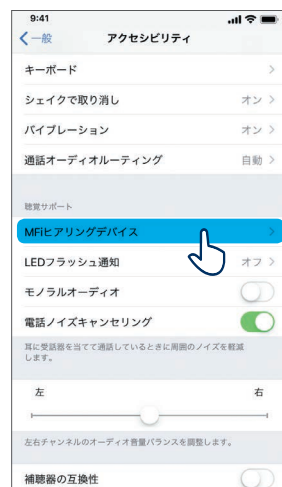 9:41
一般
アクセシビリティ
キーボード
シェイクで取り消し オン
バイブレーション オン
通話オーディオルーティング 自動
聴覚サポート
MFiヒアリングデバイス
LEDフラッシュ通知 オフ
モノラルオーディオ
電話ノイズキャンセリング
耳に受話器を当てて通話しているときに周囲のノイズを軽減
します。
左 右
左右チャンネルのオーディオ音量バランスを調整します。
補聴器の互換性